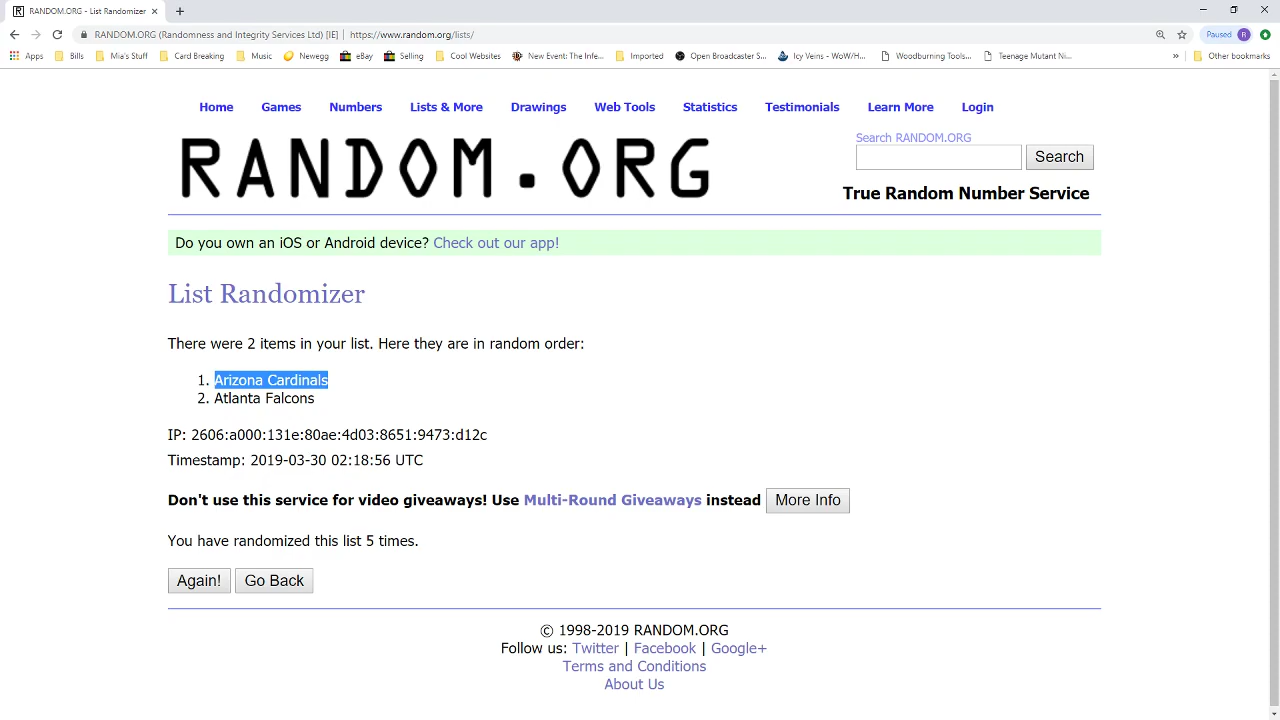 RANDOM.ORG - List Randomizer
RANDOM.ORG (Randomness and Integrity Services Ltd) [IE] | https://www.random.org/lists/
Paused R
Apps Bills Mia's Stuff Card Breaking Music Newegg eBay Selling Cool Websites New Event: The Infe... Imported Open Broadcaster S... Icy Veins - WoW/H... Woodburning Tools... Teenage Mutant Ni... » Other bookmarks
Home Games Numbers Lists & More Drawings Web Tools Statistics Testimonials Learn More Login
RANDOM.ORG
Search RANDOM.ORG
Search
True Random Number Service
Do you own an iOS or Android device? Check out our app!
List Randomizer
There were 2 items in your list. Here they are in random order:
1. Arizona Cardinals
2. Atlanta Falcons
IP: 2606:a000:131e:80ae:4d03:8651:9473:d12c
Timestamp: 2019-03-30 02:18:56 UTC
Don't use this service for video giveaways! Use Multi-Round Giveaways instead More Info
You have randomized this list 5 times.
Again! Go Back
© 1998-2019 RANDOM.ORG
Follow us: Twitter | Facebook | Google+
Terms and Conditions
About Us